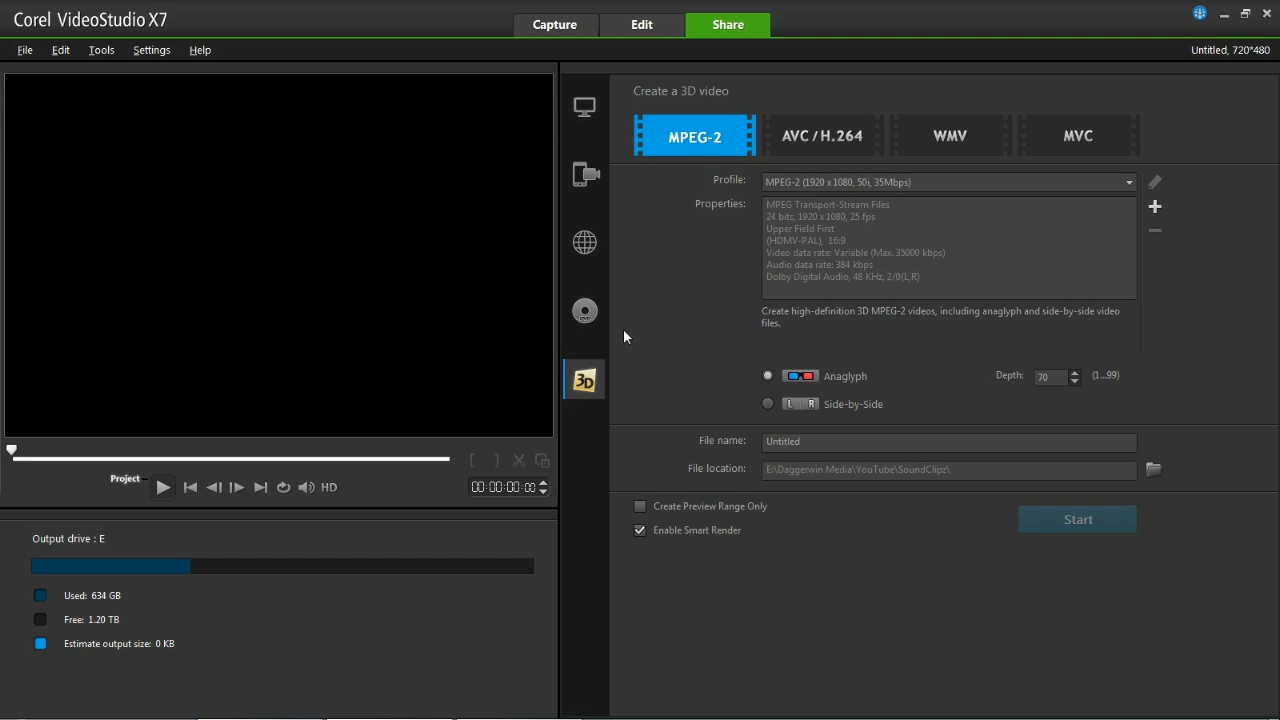 Corel VideoStudio X7
Capture
Edit
Share
File
Edit
Tools
Settings
Help
Untitled, 720*480
Create a 3D video
MPEG-2
AVC / H.264
WMV
MVC
Profile:
MPEG-2 (1920 x 1080, 50i, 35Mbps)
Properties:
MPEG Transport-Stream Files
24 bits, 1920 x 1080, 25 fps
Upper Field First
(HDMV-PAL), 16:9
Video data rate: Variable (Max. 35000 kbps)
Audio data rate: 384 kbps
Dolby Digital Audio, 48 KHz, 2/0(L,R)
Create high-definition 3D MPEG-2 videos, including anaglyph and side-by-side video
files.
DVD
3D
Anaglyph
Depth:
70
(1...99)
L R
Side-by-Side
File name:
Untitled
File location:
E:\Daggerwin Media\YouTube\SoundClipz\
Create Preview Range Only
Enable Smart Render
Start
[ ]
Project
HD
00:00:00:00
Output drive : E
Used: 634 GB
Free: 1.20 TB
Estimate output size: 0 KB